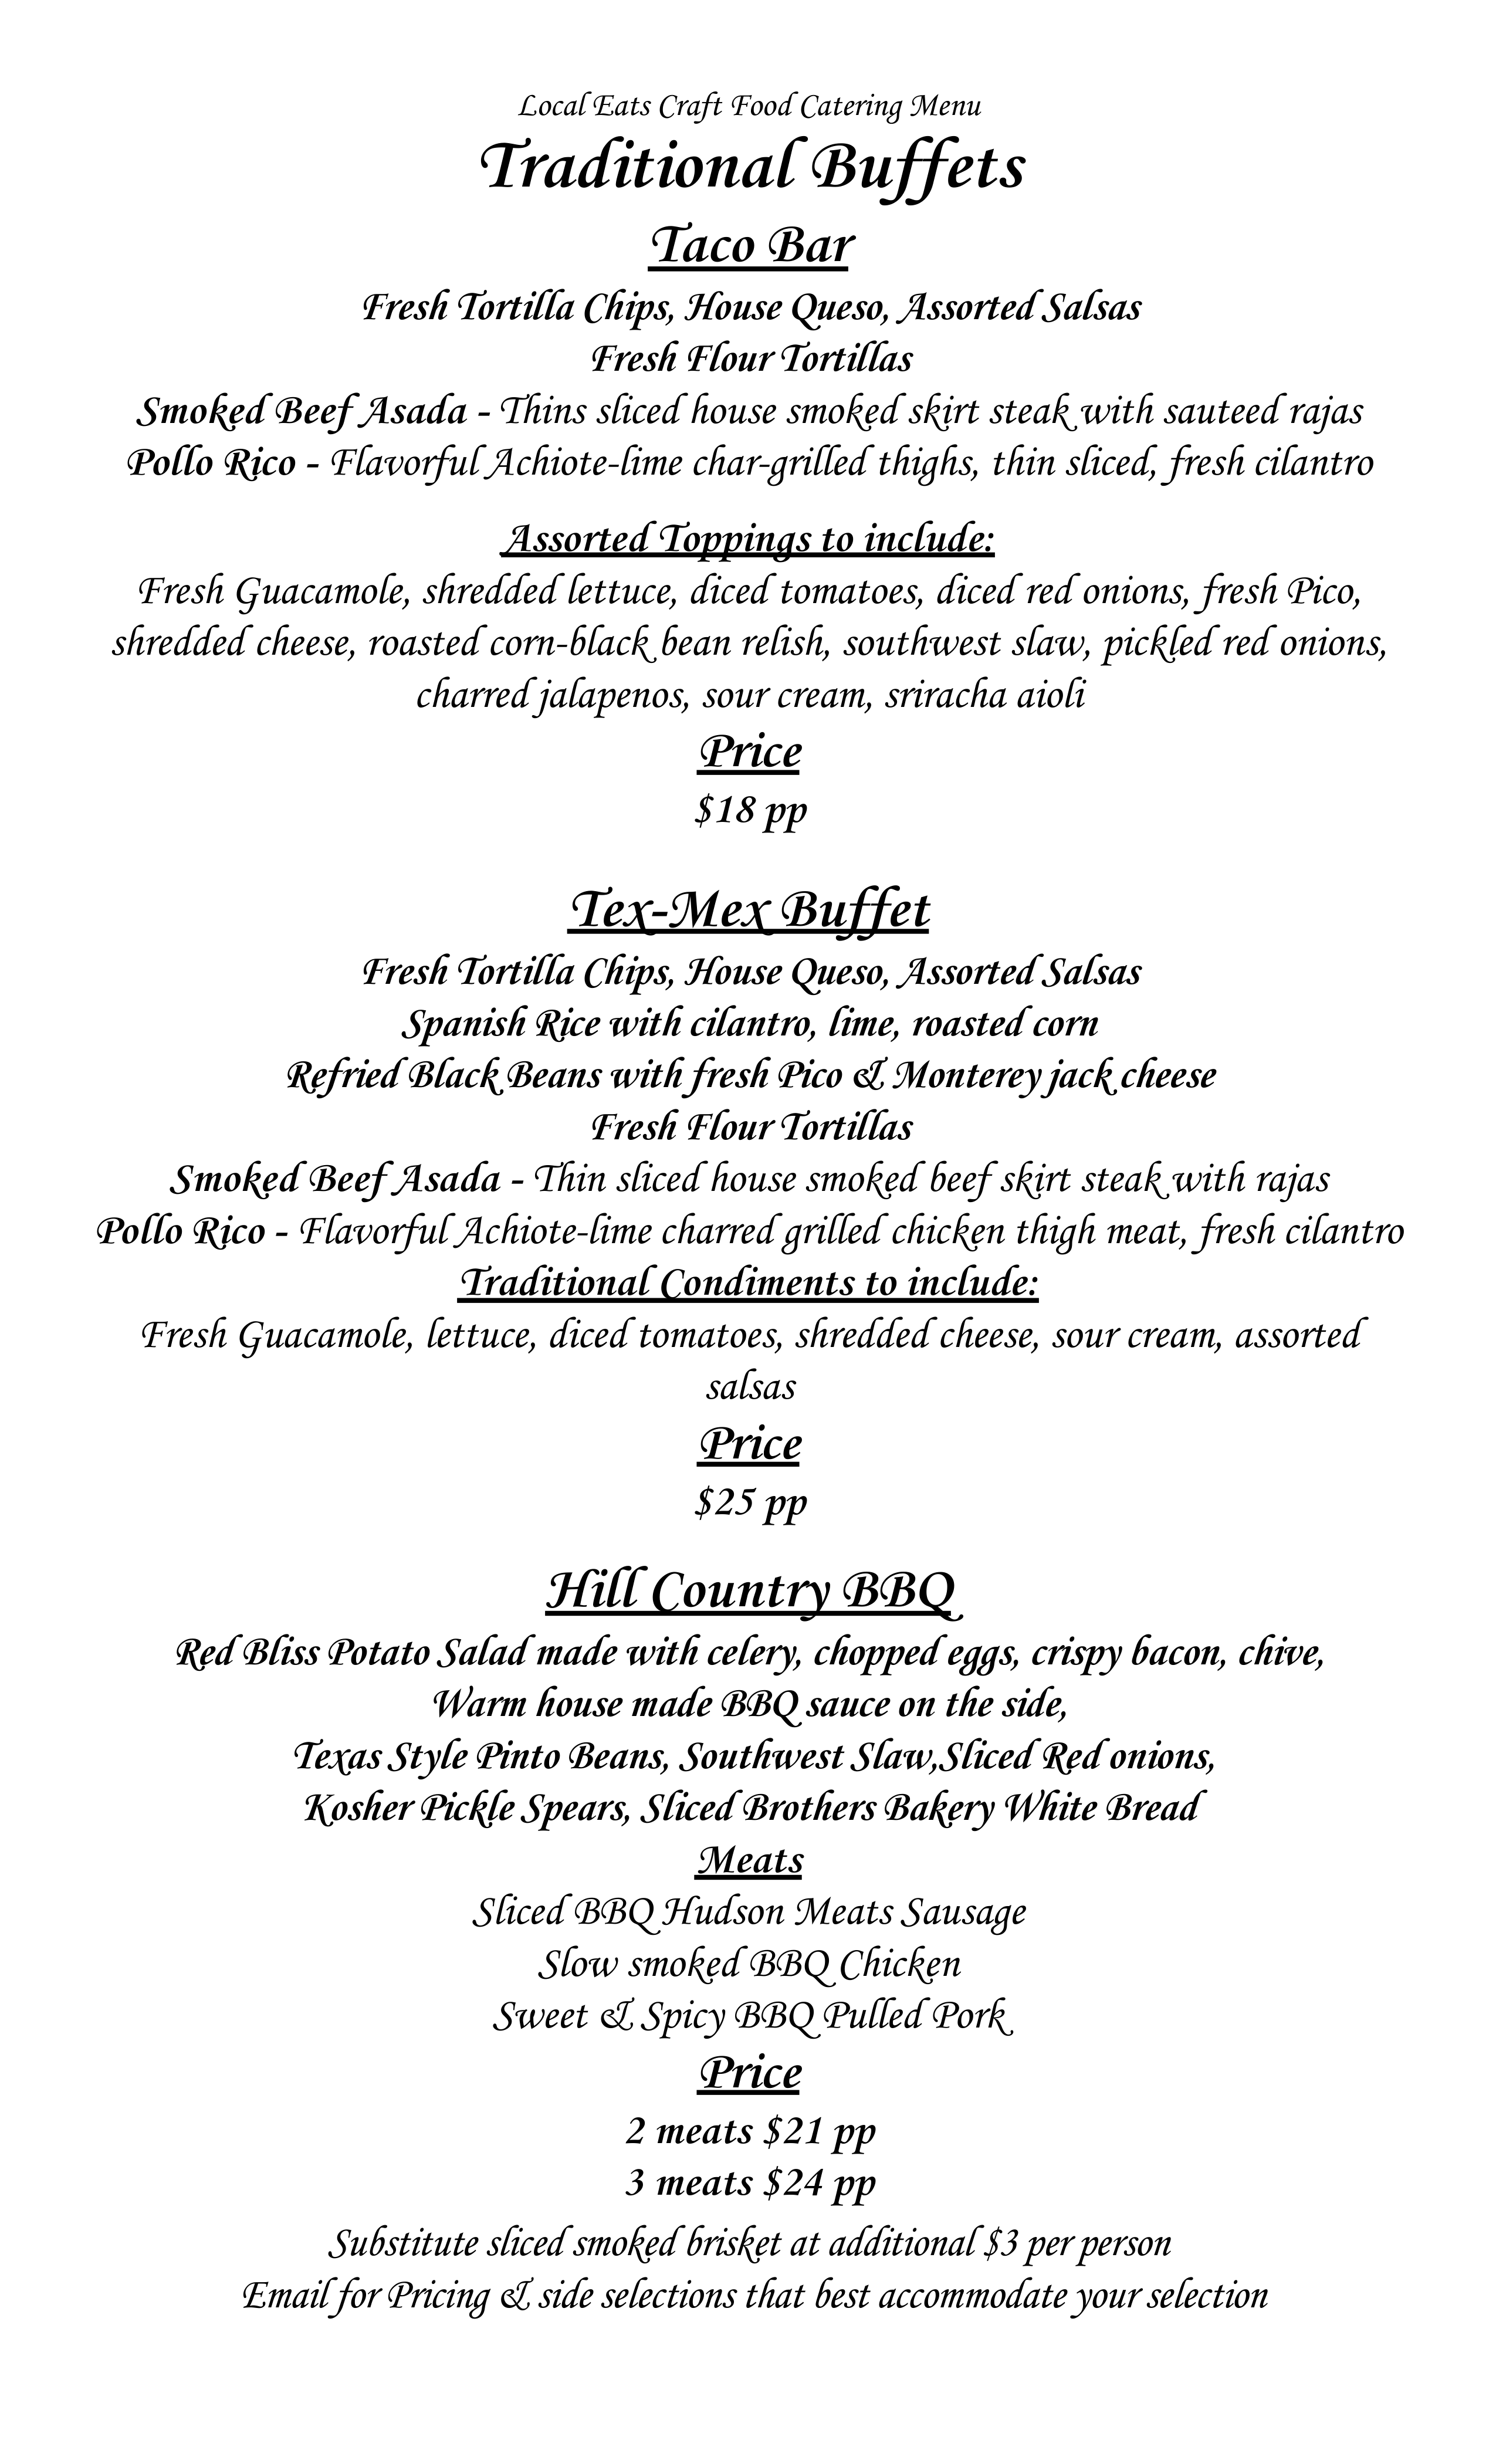 Local Eats Craft Food Catering Menu
Traditional Buffets
Taco Bar
Fresh Tortilla Chips, House Queso, Assorted Salsas
Fresh Flour Tortillas
Smoked Beef Asada - Thins sliced house smoked skirt steak with sauteed rajas
Pollo Rico - Flavorful Achiote-lime char-grilled thighs, thin sliced, fresh cilantro
Assorted Toppings to include:
Fresh Guacamole, shredded lettuce, diced tomatoes, diced red onions, fresh Pico,
shredded cheese, roasted corn-black bean relish, southwest slaw, pickled red onions,
charred jalapenos, sour cream, sriracha aioli
Price
$18 pp
Tex-Mex Buffet
Fresh Tortilla Chips, House Queso, Assorted Salsas
Spanish Rice with cilantro, lime, roasted corn
Refried Black Beans with fresh Pico & Monterey jack cheese
Fresh Flour Tortillas
Smoked Beef Asada - Thin sliced house smoked beef skirt steak with rajas
Pollo Rico - Flavorful Achiote-lime charred grilled chicken thigh meat, fresh cilantro
Traditional Condiments to include:
Fresh Guacamole, lettuce, diced tomatoes, shredded cheese, sour cream, assorted
salsas
Price
$25 pp
Hill Country BBQ
Red Bliss Potato Salad made with celery, chopped eggs, crispy bacon, chive,
Warm house made BBQ sauce on the side,
Texas Style Pinto Beans, Southwest Slaw,Sliced Red onions,
Kosher Pickle Spears, Sliced Brothers Bakery White Bread
Meats
Sliced BBQ Hudson Meats Sausage
Slow smoked BBQ Chicken
Sweet & Spicy BBQ Pulled Pork
Price
2 meats $21 pp
3 meats $24 pp
Substitute sliced smoked brisket at additional $3 per person
Email for Pricing & side selections that best accommodate your selection